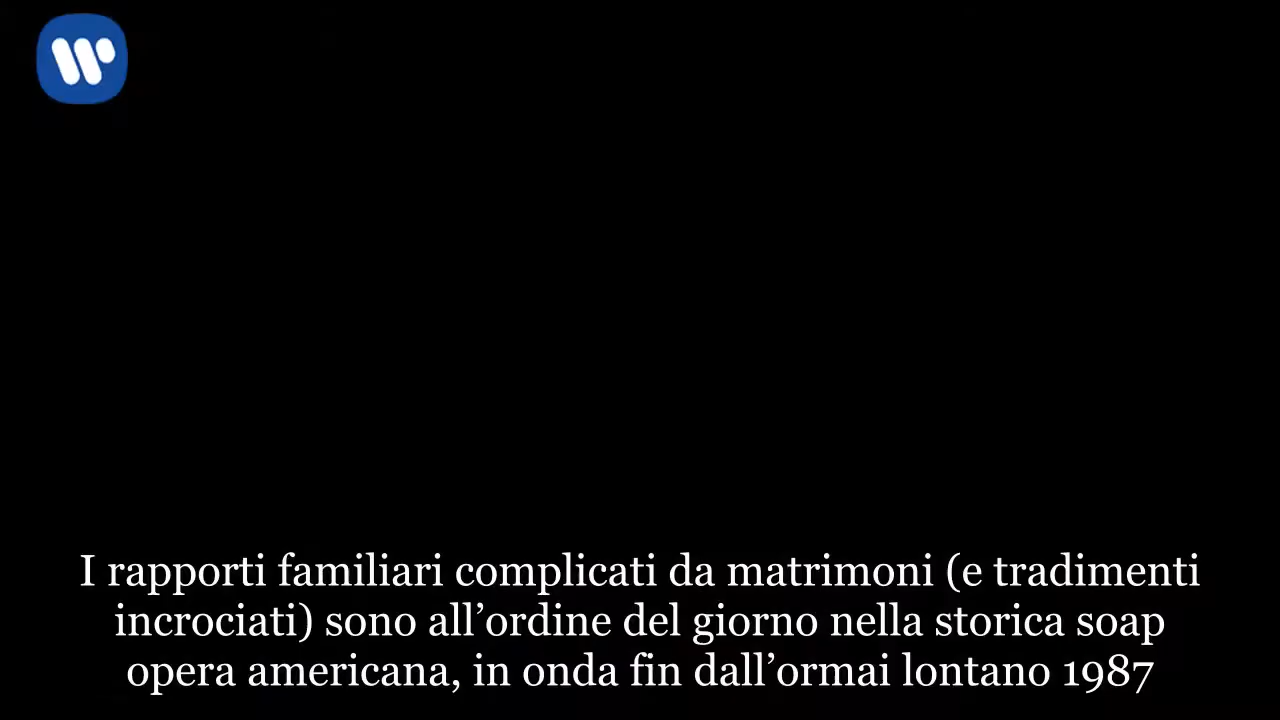 I rapporti familiari complicati da matrimoni (e tradimenti
incrociati) sono all’ordine del giorno nella storica soap
opera americana, in onda fin dall’ormai lontano 1987